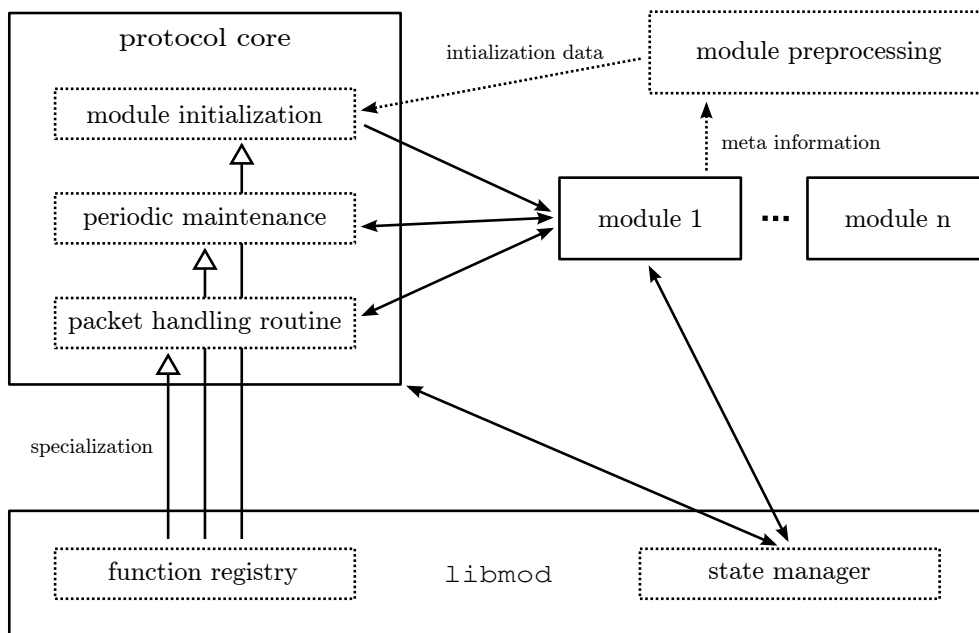 protocol core
module preprocessing
intialization data
module initialization
meta information
periodic maintenance
module 1
...
module n
packet handling routine
specialization
function registry
libmod
state manager